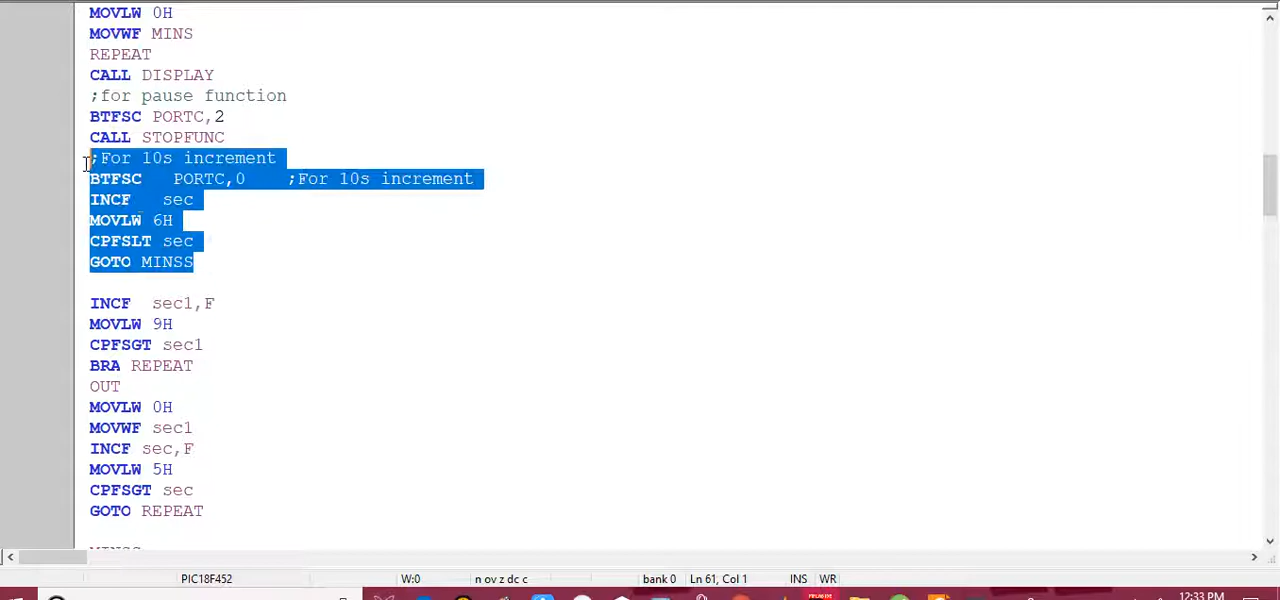 MOVLW 0H
MOVWF MINS
REPEAT
CALL DISPLAY
;for pause function
BTFSC PORTC,2
CALL STOPFUNC
;For 10s increment
BTFSC PORTC,0 ;For 10s increment
INCF sec
MOVLW 6H
CPFSLT sec
GOTO MINSS
INCF sec1,F
MOVLW 9H
CPFSGT sec1
BRA REPEAT
OUT
MOVLW 0H
MOVWF sec1
INCF sec,F
MOVLW 5H
CPFSGT sec
GOTO REPEAT
MINSS
PIC18F452 W:0 n ov z dc c bank 0 Ln 61, Col 1 INS WR
12:33 PM